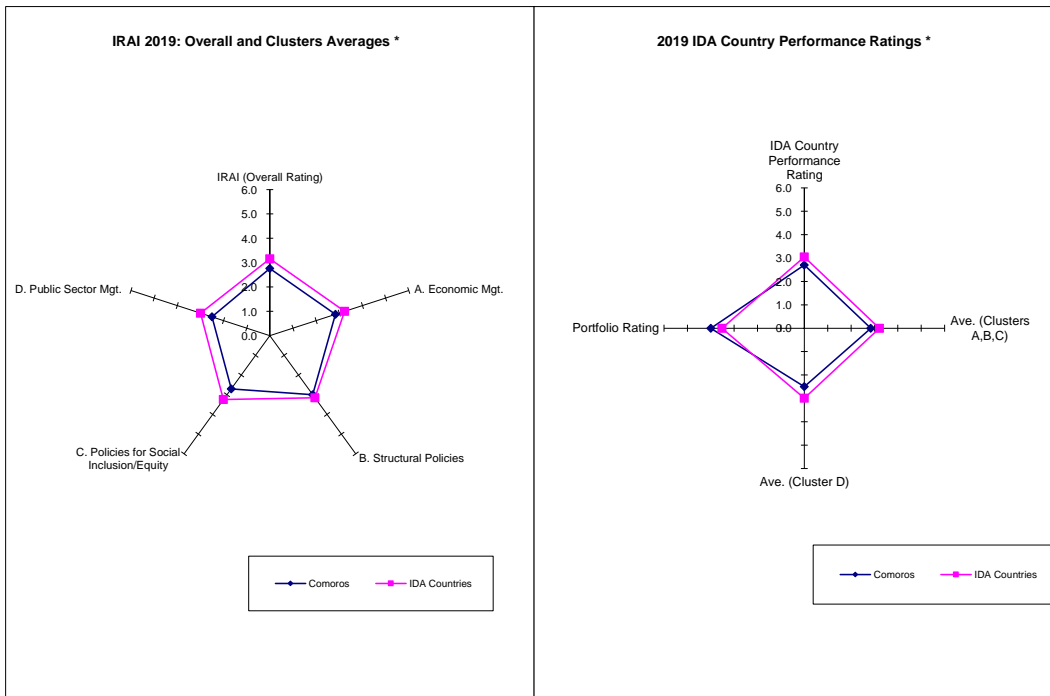 IRAI 2019: Overall and Clusters Averages *
IRAI (Overall Rating)
6.0
5.0
4.0
3.0
2.0
1.0
0.0
A. Economic Mgt.
B. Structural Policies
C. Policies for Social
Inclusion/Equity
D. Public Sector Mgt.
Comoros
IDA Countries
2019 IDA Country Performance Ratings *
IDA Country
Performance
Rating
6.0
5.0
4.0
3.0
2.0
1.0
0.0
Ave. (Clusters
A,B,C)
Ave. (Cluster D)
Portfolio Rating
Comoros
IDA Countries